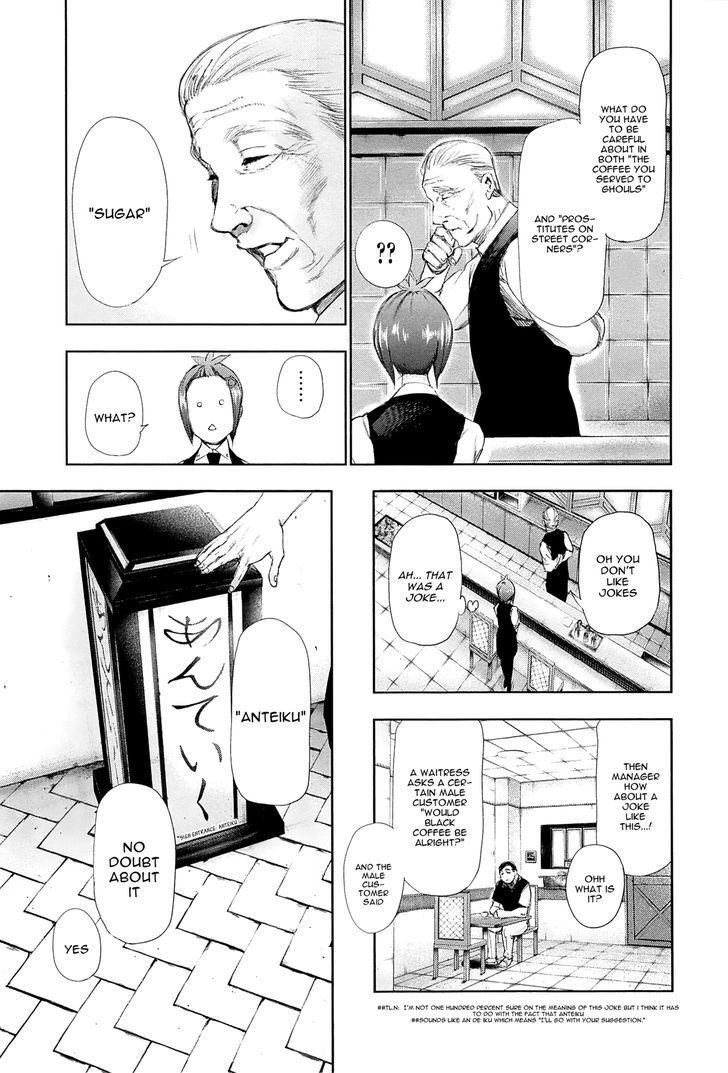 WHAT DO
YOU HAVE
TO BE
CAREFUL
ABOUT IN
BOTH "THE
COFFEE YOU
SERVED TO
GHOULS"
AND "PROS-
TITUTES ON
STREET COR-
NERS"?
??
"SUGAR"
......
WHAT?
OH YOU
DON'T
LIKE
JOKES
AH... THAT
WAS A
JOKE...
THEN
MANAGER
HOW
ABOUT A
JOKE
LIKE
THIS...!
OHH
WHAT IS
IT?
A WAITRESS
ASKS A CER-
TAIN MALE
CUSTOMER
"WOULD
BLACK
COFFEE BE
ALRIGHT?"
AND THE
MALE
CUS-
TOMER
SAID
##TLN: I'M NOT ONE HUNDRED PERCENT SURE ON THE MEANING OF THIS JOKE BUT I THINK IT HAS
TO DO WITH THE FACT THAT ANTEIKU
##SOUNDS LIKE AN DE IKU WHICH MEANS "I'LL GO WITH YOUR SUGGESTION."
"ANTEIKU"
あんていく
*SIGN ENTRANCE: ANTEIKU
NO
DOUBT
ABOUT
IT
YES